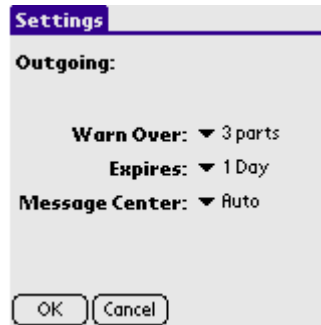 Settings
Outgoing:
Warn Over: 3 parts
Expires: 1 Day
Message Center: Auto
OK Cancel